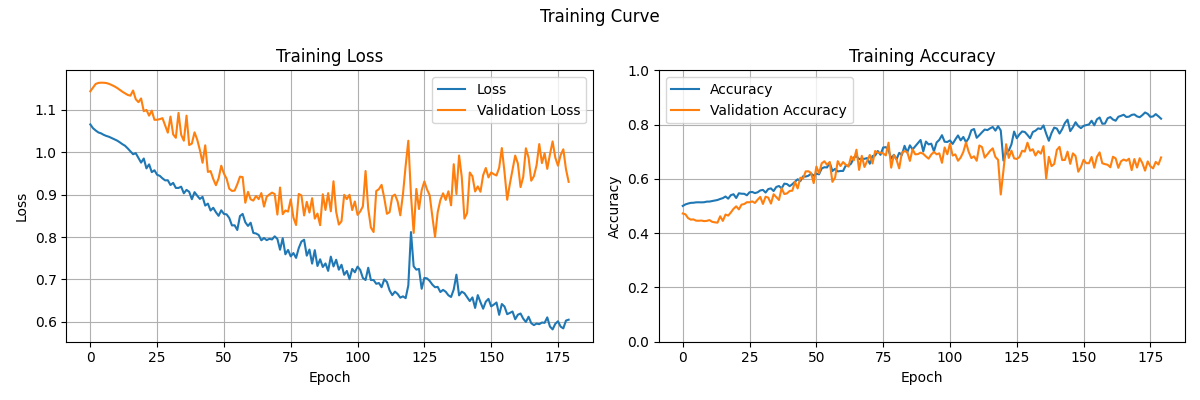 Training Curve
Training Loss
Training Accuracy
Loss
Validation Loss
Accuracy
Validation Accuracy
Loss
1.1
1.0
0.9
0.8
0.7
0.6
0 25 50 75 100 125 150 175
Epoch
Accuracy
1.0
0.8
0.6
0.4
0.2
0.0
0 25 50 75 100 125 150 175
Epoch